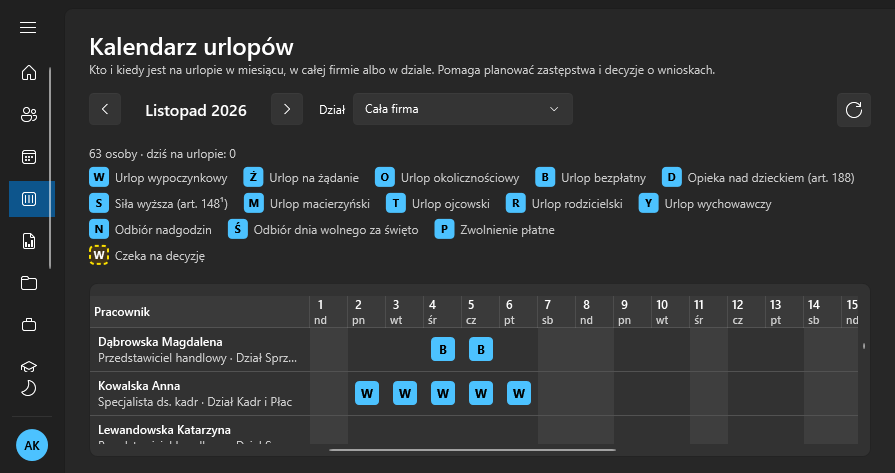 Kalendarz urlopów
Kto i kiedy jest na urlopie w miesiącu, w całej firmie albo w dziale. Pomaga planować zastępstwa i decyzje o wnioskach.
Listopad 2026 Dział Cała firma
63 osoby · dziś na urlopie: 0
W Urlop wypoczynkowy Ż Urlop na żądanie O Urlop okolicznościowy B Urlop bezpłatny D Opieka nad dzieckiem (art. 188)
S Siła wyższa (art. 148¹) M Urlop macierzyński T Urlop ojcowski R Urlop rodzicielski Y Urlop wychowawczy
N Odbiór nadgodzin Ś Odbiór dnia wolnego za święto P Zwolnienie płatne
W Czeka na decyzję
Pracownik
1 2 3 4 5 6 7 8 9 10 11 12 13 14 15
nd pn wt śr cz pt sb nd pn wt śr cz pt sb nd
Dąbrowska Magdalena
Przedstawiciel handlowy · Dział Sprz...
B B
Kowalska Anna
Specjalista ds. kadr · Dział Kadr i Płac
W W W W W
Lewandowska Katarzyna
AK